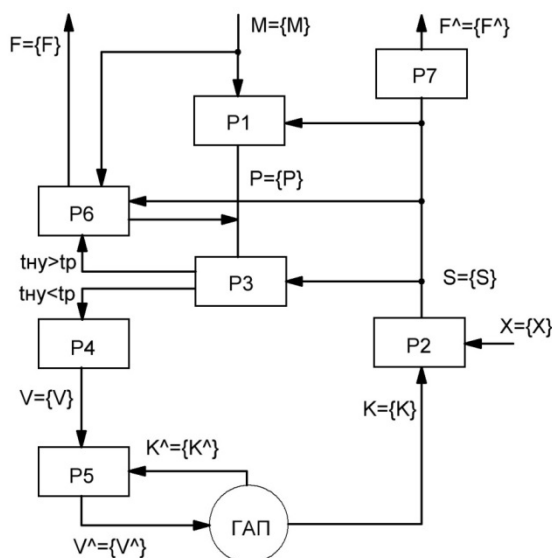 F={F}
M={M}
F^={F^}
P7
P1
P={P}
P6
tну>tр
P3
S={S}
tну<tр
X={X}
P4
P2
V={V}
K={K}
K^={K^}
P5
ГАП
V^={V^}